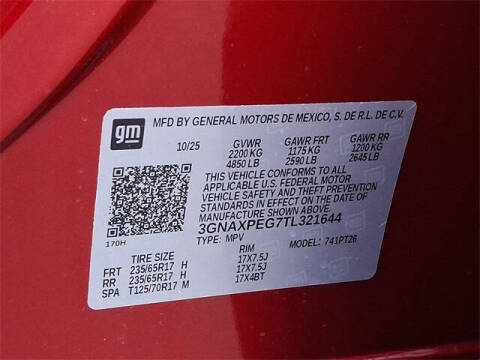 gm
MFD BY GENERAL MOTORS DE MEXICO, S. DE R.L. DE C.V.
10/25 GVWR GAWR FRT GAWR RR
2200 KG 1175 KG 1200 KG
4850 LB 2590 LB 2645 LB
THIS VEHICLE CONFORMS TO ALL
APPLICABLE U.S. FEDERAL MOTOR
VEHICLE SAFETY AND THEFT PREVENTION
STANDARDS IN EFFECT ON THE DATE OF
MANUFACTURE SHOWN ABOVE.
3GNAXPEG7TL321644
170H TYPE: MPV MODEL: 741PT26
TIRE SIZE RIM
FRT 235/65R17 H 17X7.5J
RR 235/65R17 H 17X7.5J
SP T125/70R17 M 17X4BT